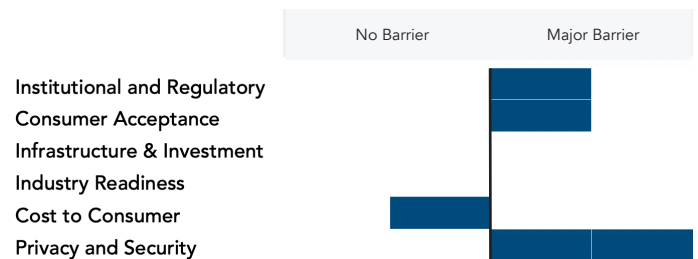 No Barrier Major Barrier
Institutional and Regulatory
Consumer Acceptance
Infrastructure & Investment
Industry Readiness
Cost to Consumer
Privacy and Security